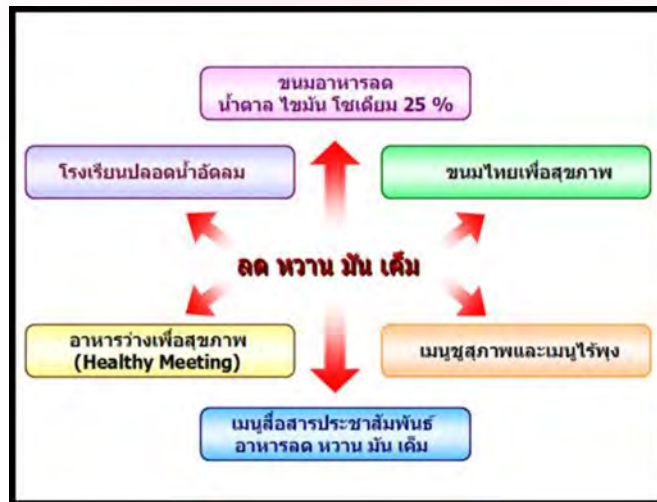 ขนมอาหารลด
น้ำตาล ไขมัน โซเดียม 25 %
โรงเรียนปลอดน้ำอัดลม
ขนมไทยเพื่อสุขภาพ
ลด หวาน มัน เค็ม
อาหารว่างเพื่อสุขภาพ
(Healthy Meeting)
เมนูชูสุภาพและเมนูไร้พุง
เมนูสื่อสารประชาสัมพันธ์
อาหารลด หวาน มัน เค็ม